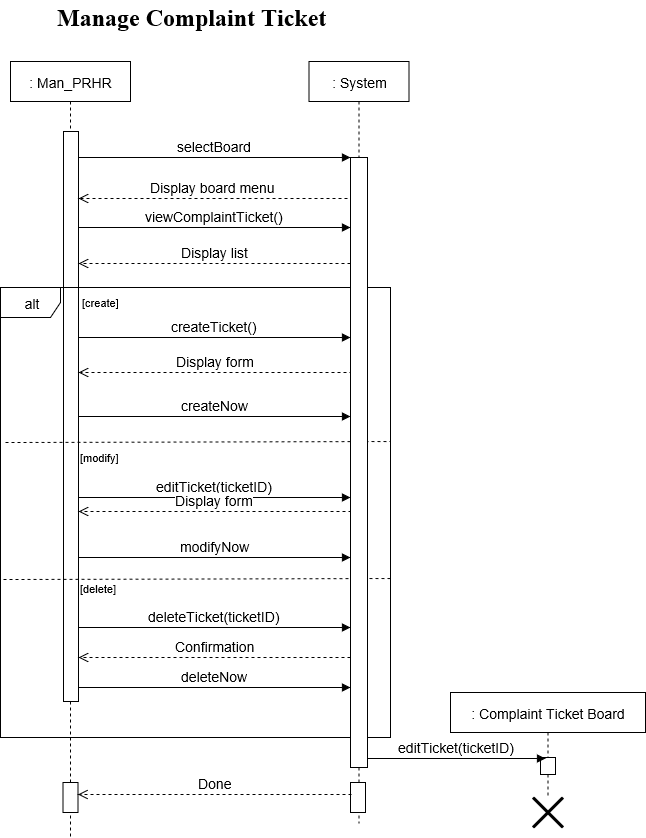 Manage Complaint Ticket
: Man_PRHR
: System
selectBoard
Display board menu
viewComplaintTicket()
Display list
alt
[create]
createTicket()
Display form
createNow
[modify]
editTicket(ticketID)
Display form
modifyNow
[delete]
deleteTicket(ticketID)
Confirmation
deleteNow
: Complaint Ticket Board
editTicket(ticketID)
Done